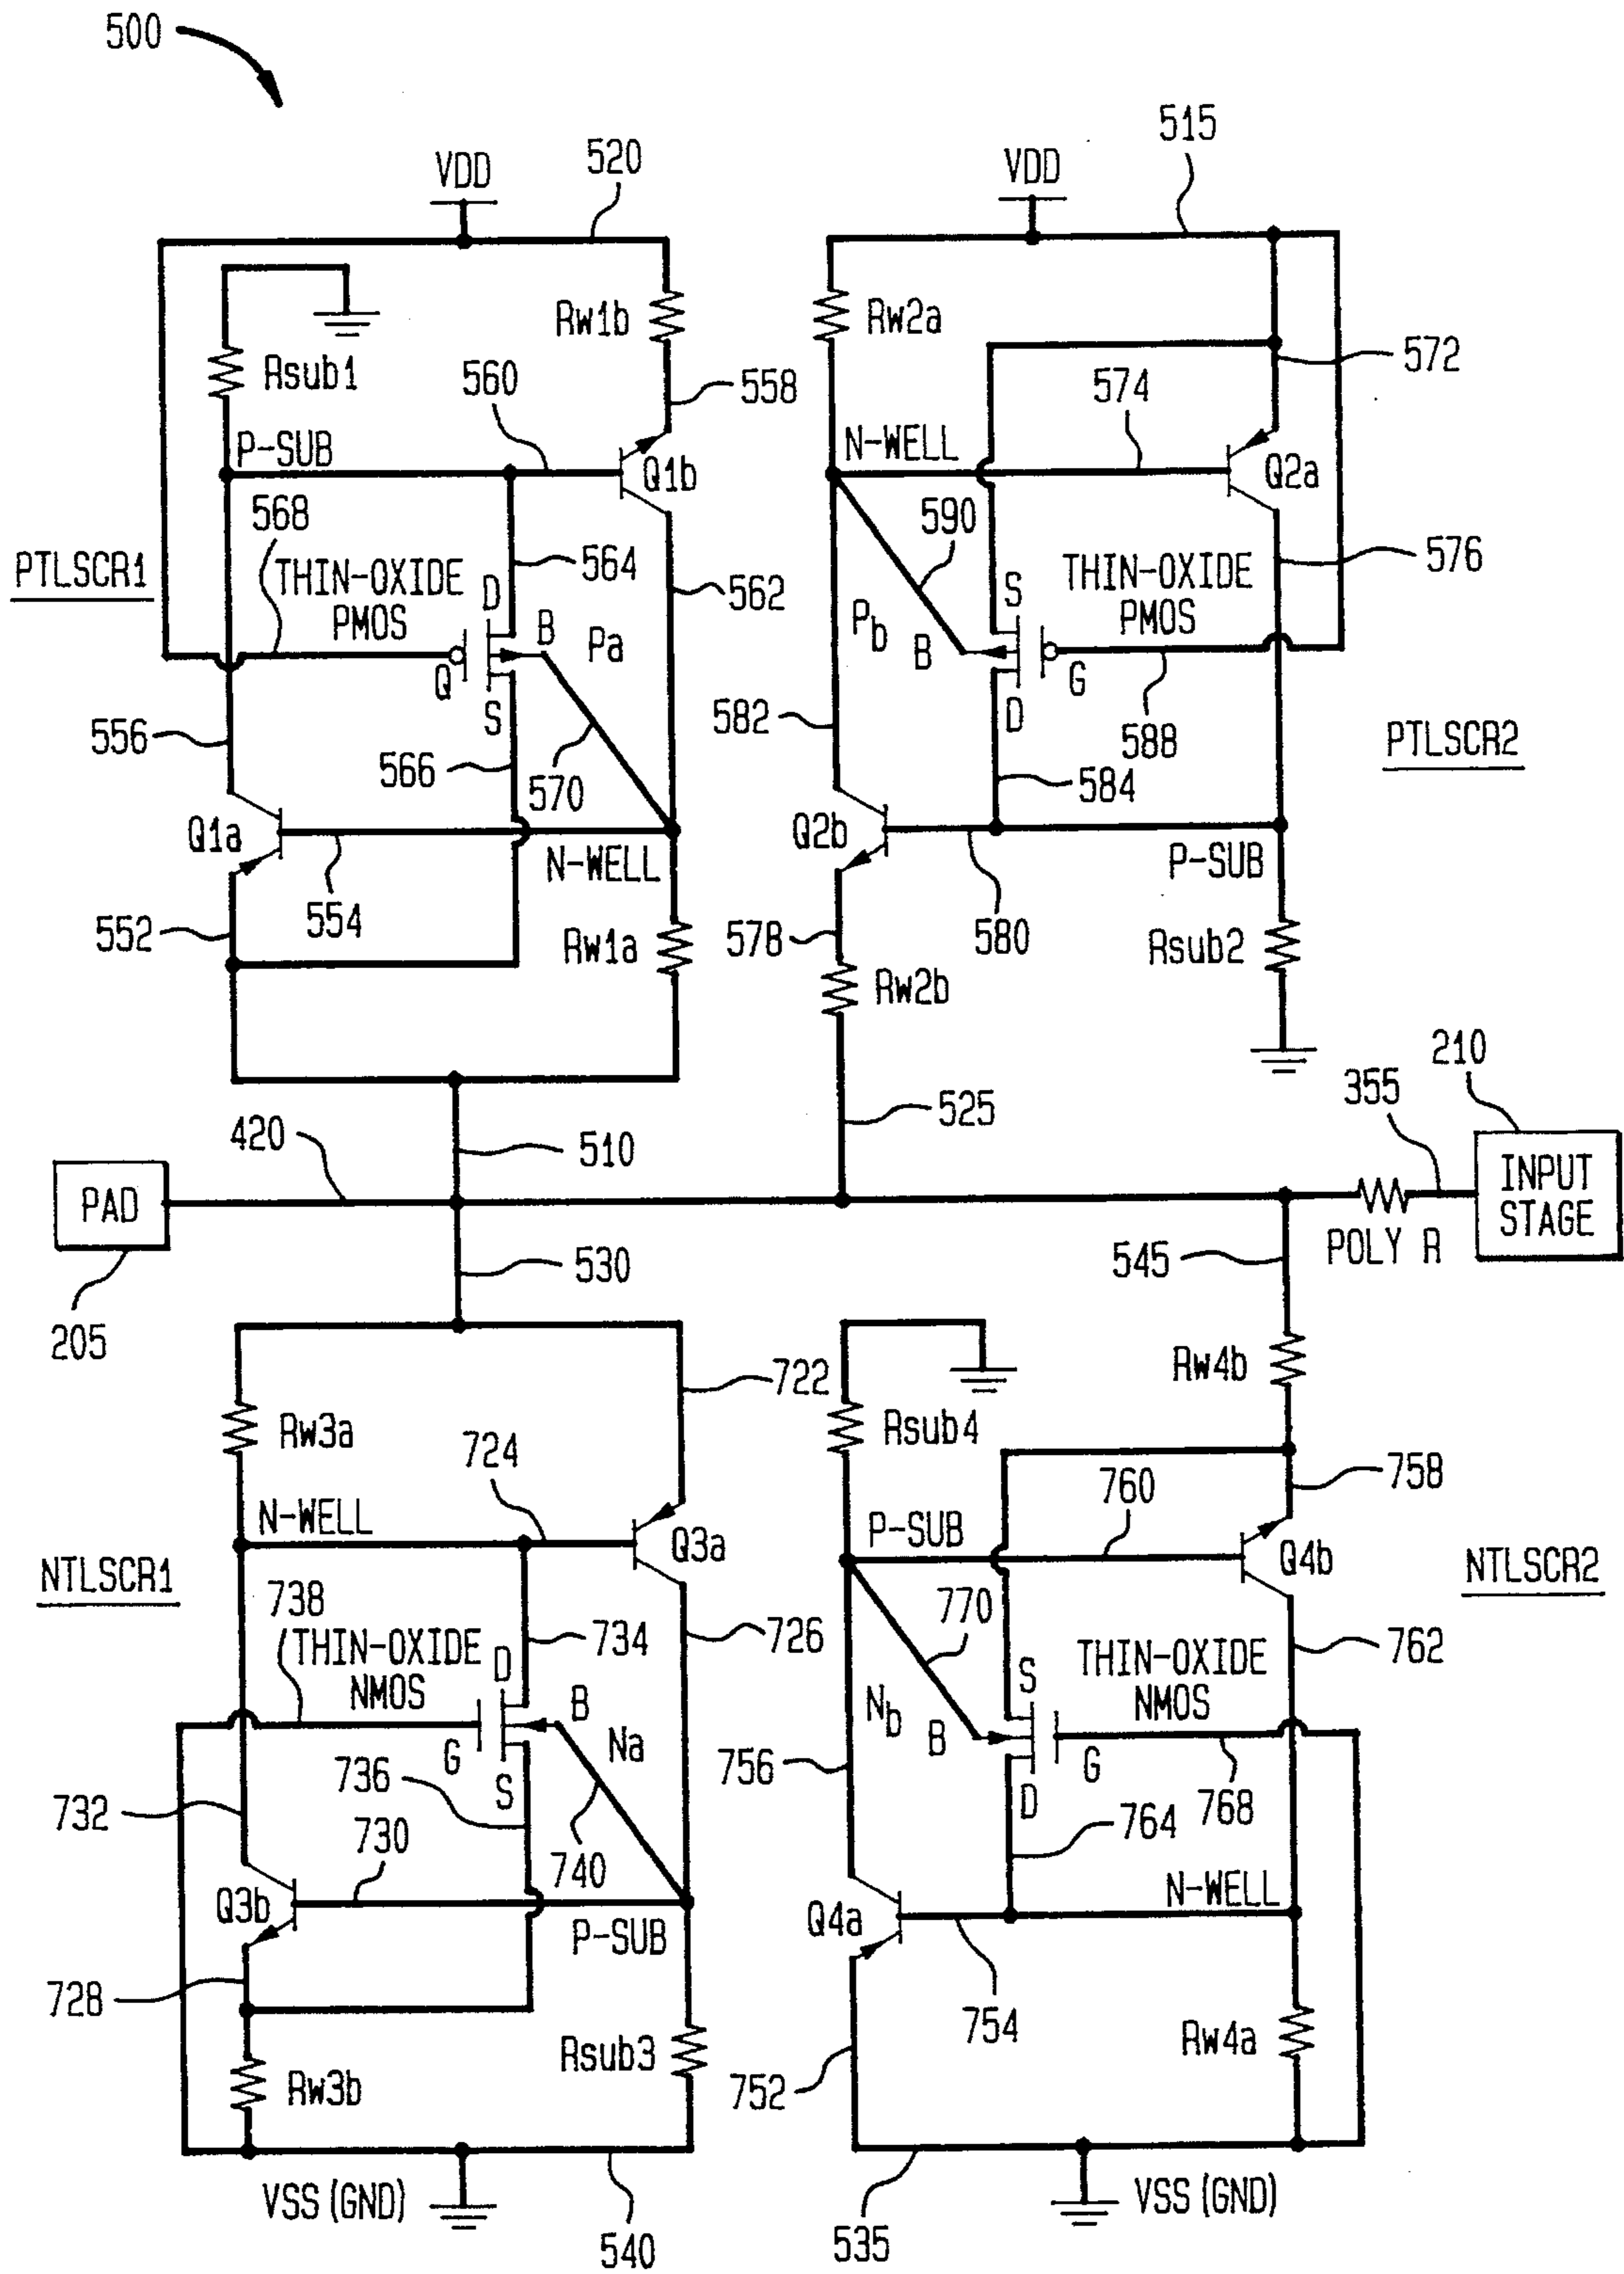 500
VDD
520
VDD
515
Rsub1
Rw1b
Rw2a
572
560
558
574
P-SUB
Q1b
N-WELL
Q2a
568
590
PTLSCR1
THIN-OXIDE
PMOS
D
564
562
B
Pa
Q
S
Pb
B
S
THIN-OXIDE
PMOS
576
G
D
556
566
570
582
584
588
PTLSCR2
Q1a
N-WELL
Q2b
P-SUB
552
554
Rw1a
578
580
Rsub2
Rw2b
420
510
525
355
210
PAD
INPUT
STAGE
POLY R
205
530
545
722
Rw4b
Rw3a
724
Rsub4
760
758
N-WELL
Q3a
P-SUB
Q4b
NTLSCR1
738
THIN-OXIDE
NMOS
D
734
726
770
NTLSCR2
762
THIN-OXIDE
NMOS
S
B
Na
Nb
B
G
S
G
D
736
756
768
732
730
740
764
Q3b
P-SUB
Q4a
N-WELL
728
754
Rsub3
Rw3b
752
Rw4a
VSS (GND)
540
535
VSS (GND)